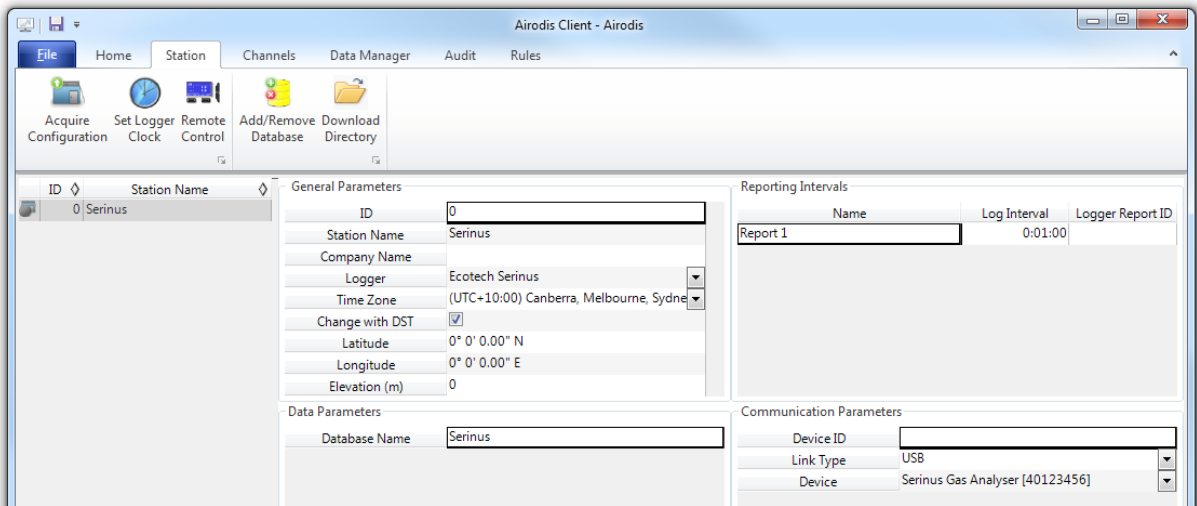 Airodis Client - Airodis
File Home Station Channels Data Manager Audit Rules
Acquire Configuration
Set Logger Clock
Remote Control
Add/Remove Database
Download Directory
ID Station Name
0 Serinus
General Parameters
ID 0
Station Name Serinus
Company Name
Logger Ecotech Serinus
Time Zone (UTC+10:00) Canberra, Melbourne, Sydne
Change with DST
Latitude 0° 0' 0.00" N
Longitude 0° 0' 0.00" E
Elevation (m) 0
Data Parameters
Database Name Serinus
Reporting Intervals
Name Log Interval Logger Report ID
Report 1 0:01:00
Communication Parameters
Device ID
Link Type USB
Device Serinus Gas Analyser [40123456]